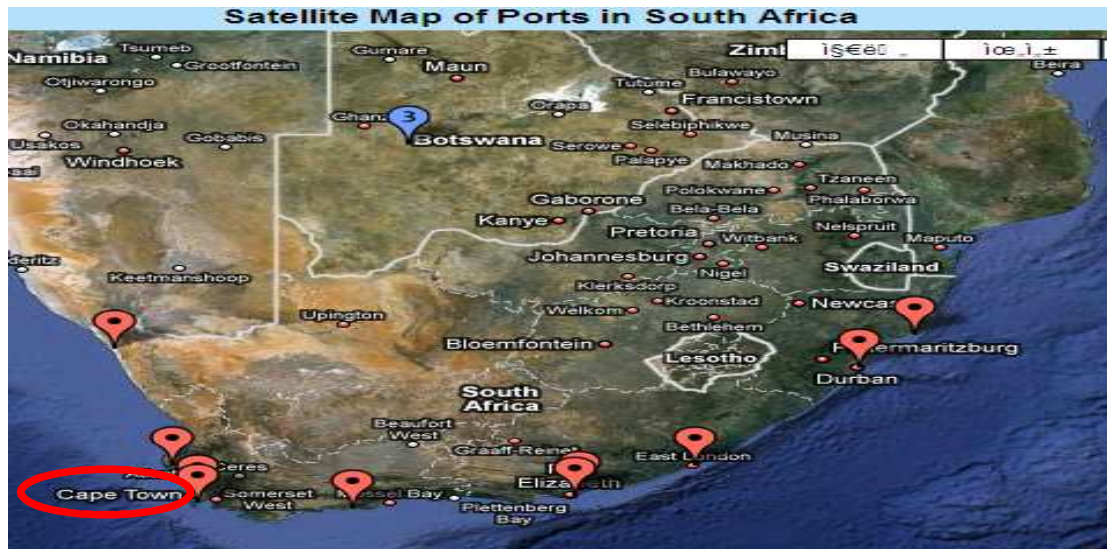 Satellite Map of Ports in South Africa
Tsumeb
Gumare
Namibia
Grootfontein
Maun
Beira
Otjiwarongo
Tutume
Bulawayo
Orapa
Francistown
3
Okahandja
Gobabis
Botswana
Selebiphikwe
Musina
Usakos
Serowe
Palapye
Windhoek
Makhado
Tzaneen
Polokwane
Phalaborwa
Gaborone
Bela-Bela
Kanye
Pretoria
Witbank
Nelspruit
Maputo
Johannesburg
Nigel
Swaziland
Keetmanshoop
Klerksdorp
Kroonstad
Welkom
Upington
Bethlehem
Bloemfontein
Lesotho
Durban
South
Africa
Beaufort
West
Graaff-Reinet
East London
Ceres
Cape Town
Somerset
West
Mossel Bay
Plettenberg
Bay
Elizabeth